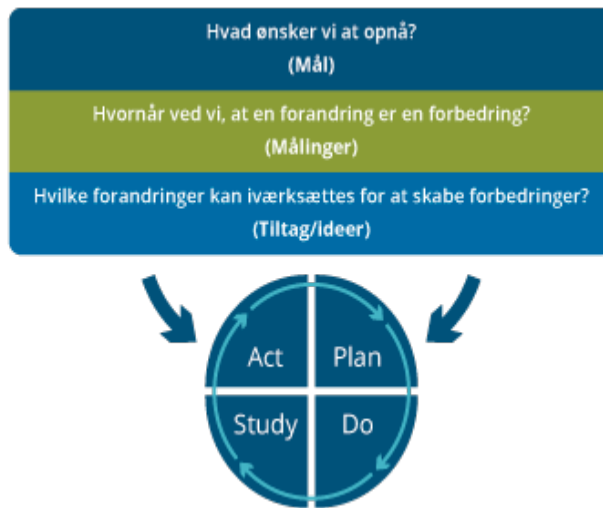 Hvad ønsker vi at opnå?
(Mål)
Hvornår ved vi, at en forandring er en forbedring?
(Målinger)
Hvilke forandringer kan iværksættes for at skabe forbedringer?
(Tiltag/ideer)
Act
Plan
Study
Do